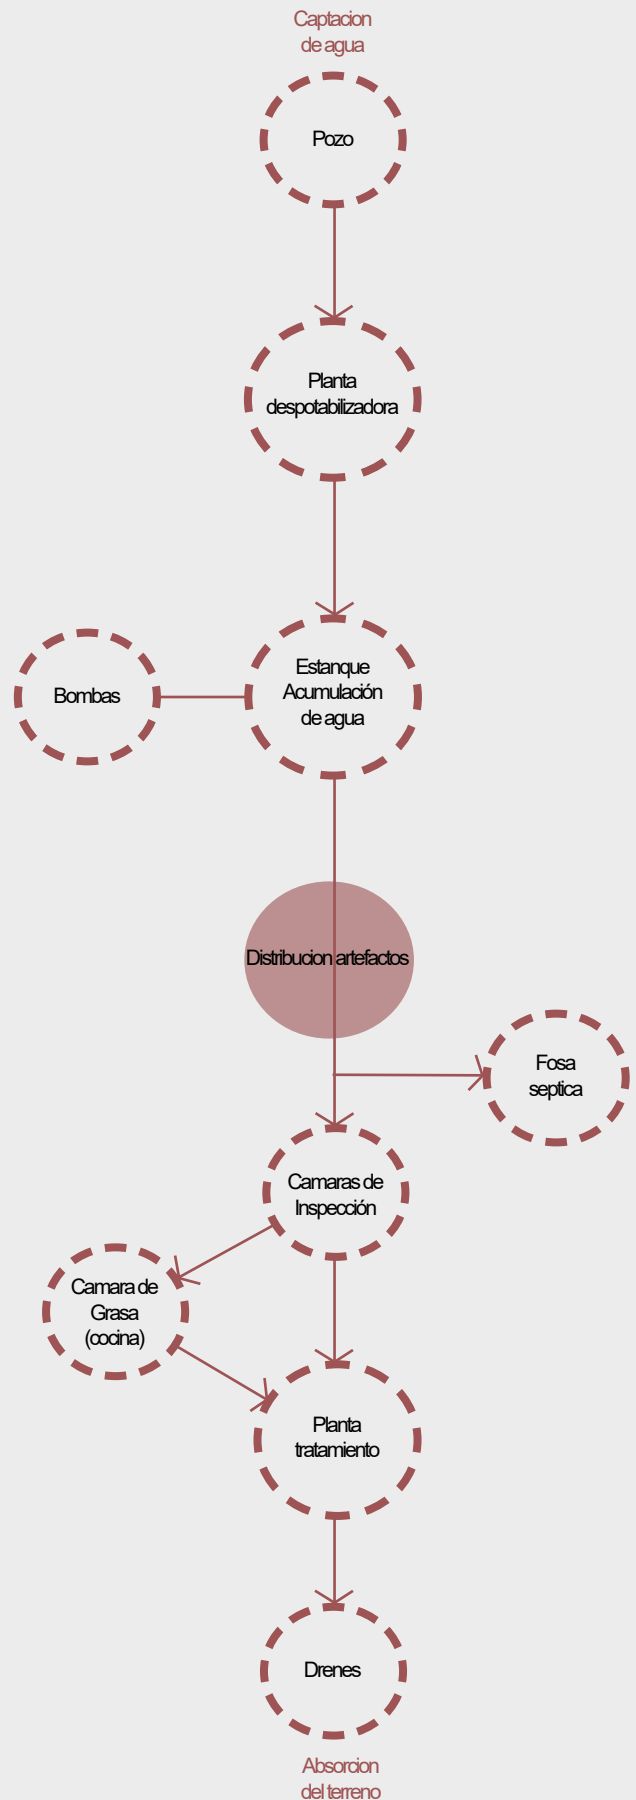 Captacion
de agua
Pozo
Planta
despotabilizadora
Estanque
Acumulación
de agua
Bombas
Distribucion artefactos
Fosa
septica
Camaras de
Inspección
Camara de
Grasa
(cocina)
Planta
tratamiento
Drenes
Absorcion
del terreno